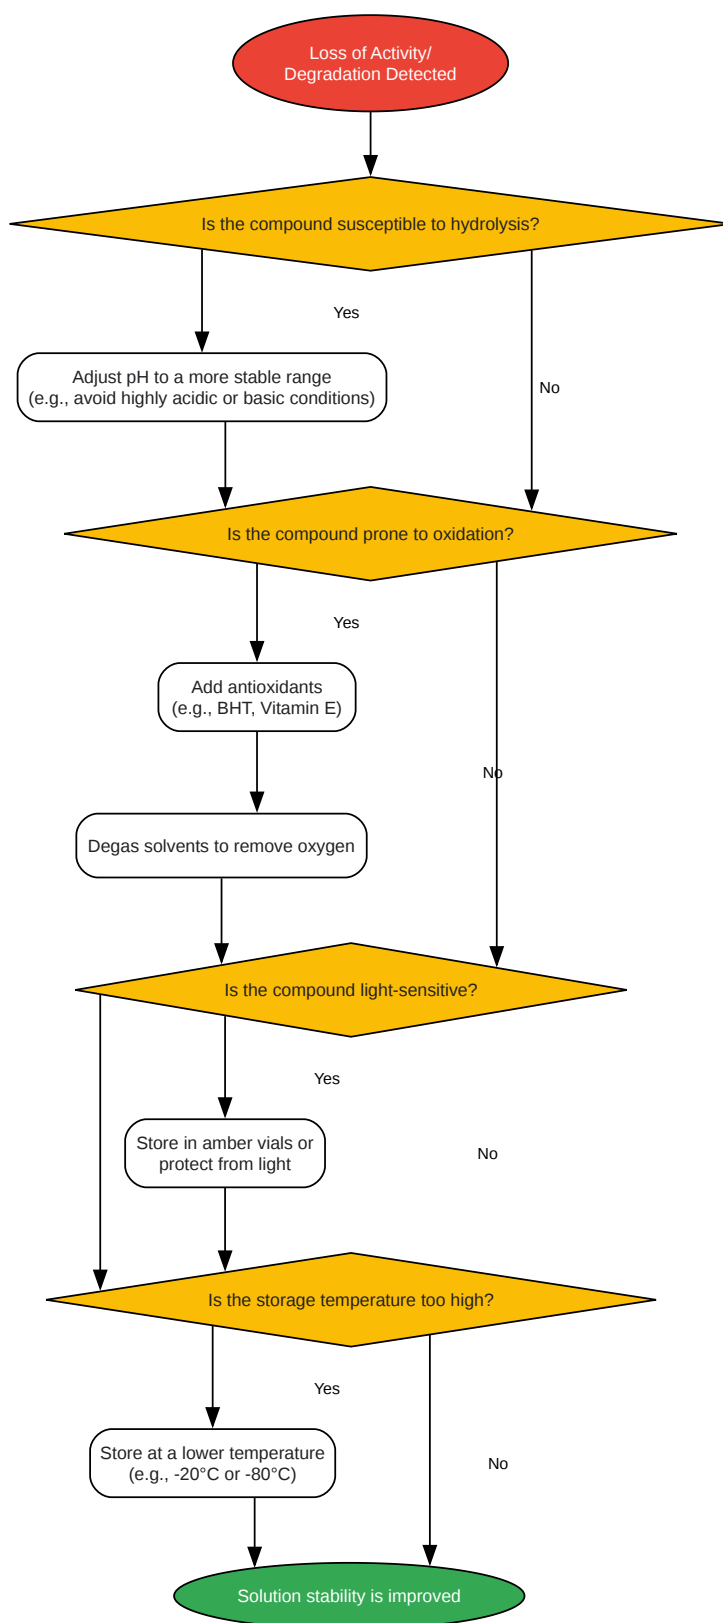 Loss of Activity/
Degradation Detected
Is the compound susceptible to hydrolysis?
Yes
Adjust pH to a more stable range
(e.g., avoid highly acidic or basic conditions)
No
Is the compound prone to oxidation?
Yes
Add antioxidants
(e.g., BHT, Vitamin E)
No
Degas solvents to remove oxygen
Is the compound light-sensitive?
Yes
Store in amber vials or
protect from light
No
Is the storage temperature too high?
Yes
Store at a lower temperature
(e.g., -20°C or -80°C)
No
Solution stability is improved